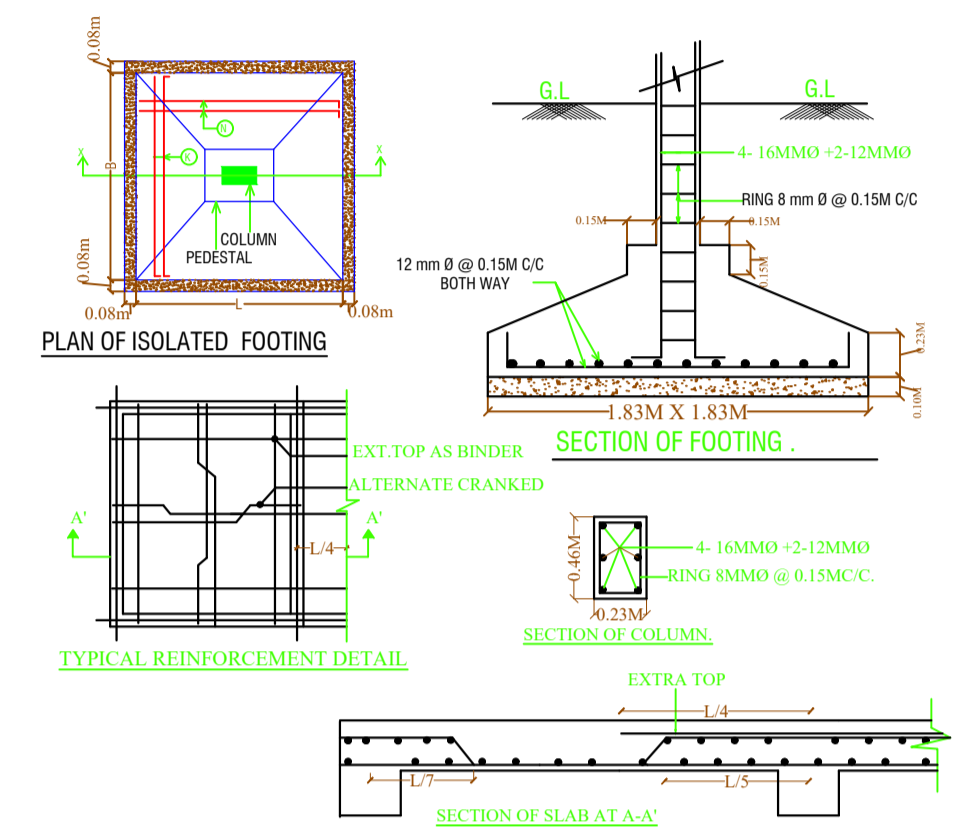 0.08m
N
K
B
x
x
COLUMN
PEDESTAL
0.08m
0.08m
L
0.08m
PLAN OF ISOLATED FOOTING
G.L
G.L
4- 16MMØ +2-12MMØ
RING 8 mm Ø @ 0.15M C/C
0.15M
0.15M
0.15M
12 mm Ø @ 0.15M C/C
BOTH WAY
0.23M
0.10M
1.83M X 1.83M
SECTION OF FOOTING .
EXT.TOP AS BINDER
ALTERNATE CRANKED
A'
A'
L/4
TYPICAL REINFORCEMENT DETAIL
0.46M
4- 16MMØ +2-12MMØ
RING 8MMØ @ 0.15MC/C.
0.23M
SECTION OF COLUMN.
EXTRA TOP
L/4
L/7
L/5
SECTION OF SLAB AT A-A'